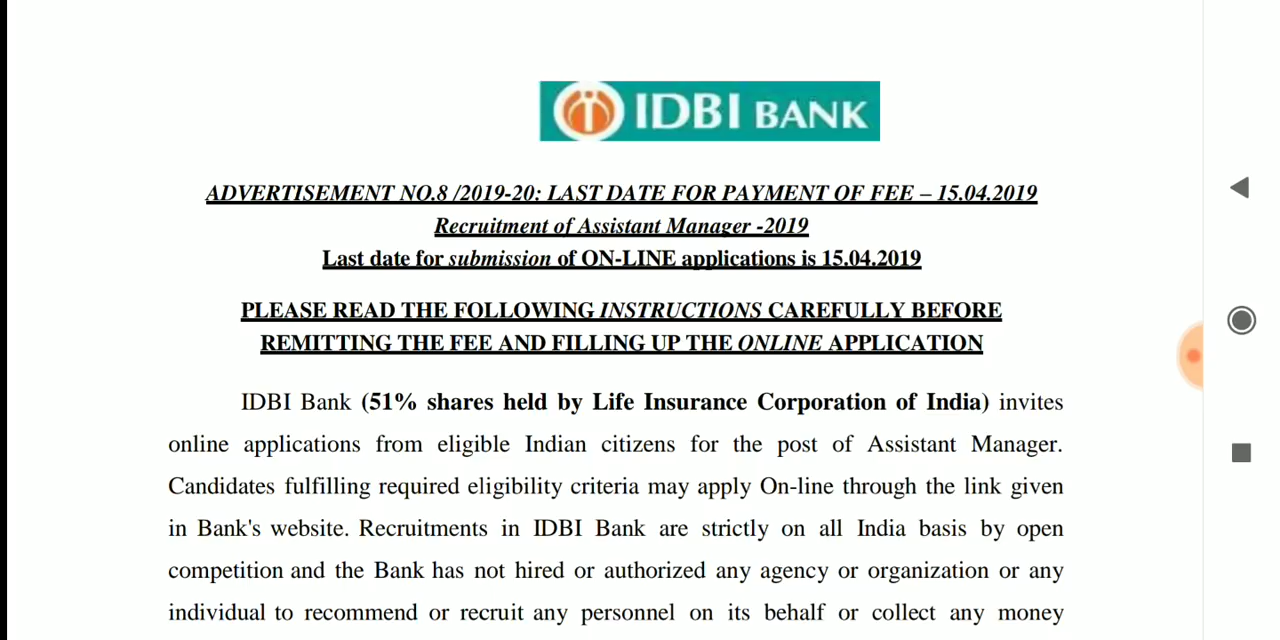 IDBI BANK
ADVERTISEMENT NO.8 /2019-20: LAST DATE FOR PAYMENT OF FEE – 15.04.2019
Recruitment of Assistant Manager -2019
Last date for submission of ON-LINE applications is 15.04.2019
PLEASE READ THE FOLLOWING INSTRUCTIONS CAREFULLY BEFORE
REMITTING THE FEE AND FILLING UP THE ONLINE APPLICATION
IDBI Bank (51% shares held by Life Insurance Corporation of India) invites
online applications from eligible Indian citizens for the post of Assistant Manager.
Candidates fulfilling required eligibility criteria may apply On-line through the link given
in Bank's website. Recruitments in IDBI Bank are strictly on all India basis by open
competition and the Bank has not hired or authorized any agency or organization or any
individual to recommend or recruit any personnel on its behalf or collect any money